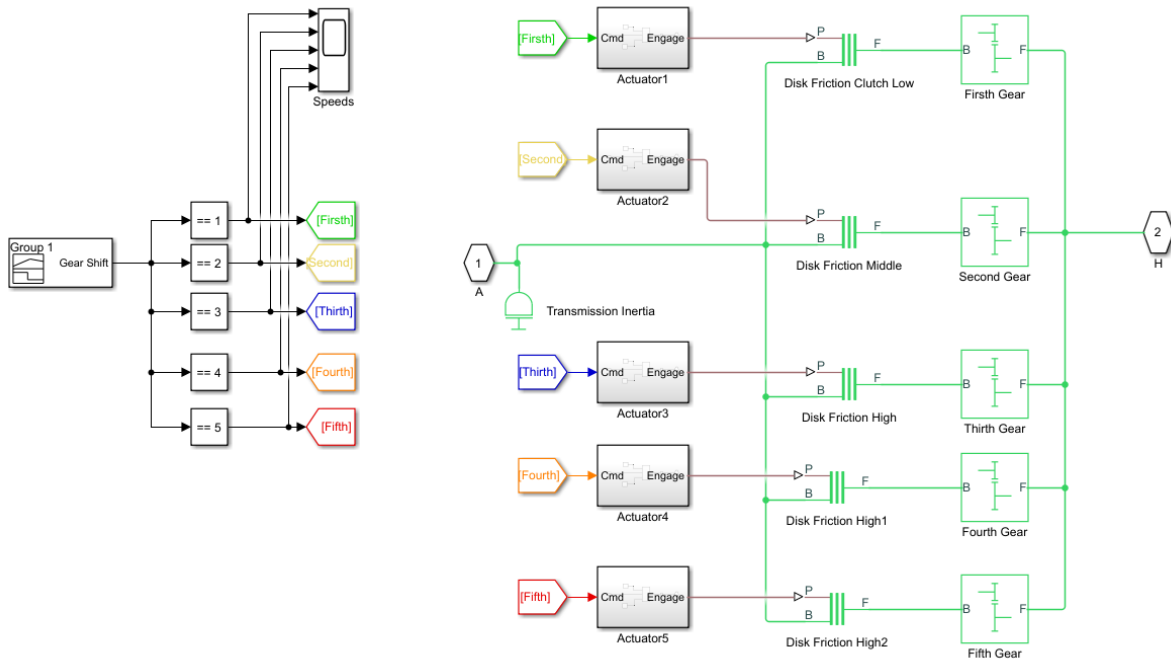 Speeds
Group 1
Gear Shift
== 1
[Firsth]
== 2
[Second]
== 3
[Thirth]
== 4
[Fourth]
== 5
[Fifth]
[Firsth]
Cmd Engage
Actuator1
P
B
F
Disk Friction Clutch Low
B F
Firsth Gear
[Second
Cmd Engage
Actuator2
P
B
F
Disk Friction Middle
B F
Second Gear
1
A
Transmission Inertia
2
H
[Thirth]
Cmd Engage
Actuator3
P
B
F
Disk Friction High
B F
Thirth Gear
[Fourth]
Cmd Engage
Actuator4
P
B
F
Disk Friction High1
B F
Fourth Gear
[Fifth]
Cmd Engage
Actuator5
P
B
F
Disk Friction High2
B F
Fifth Gear